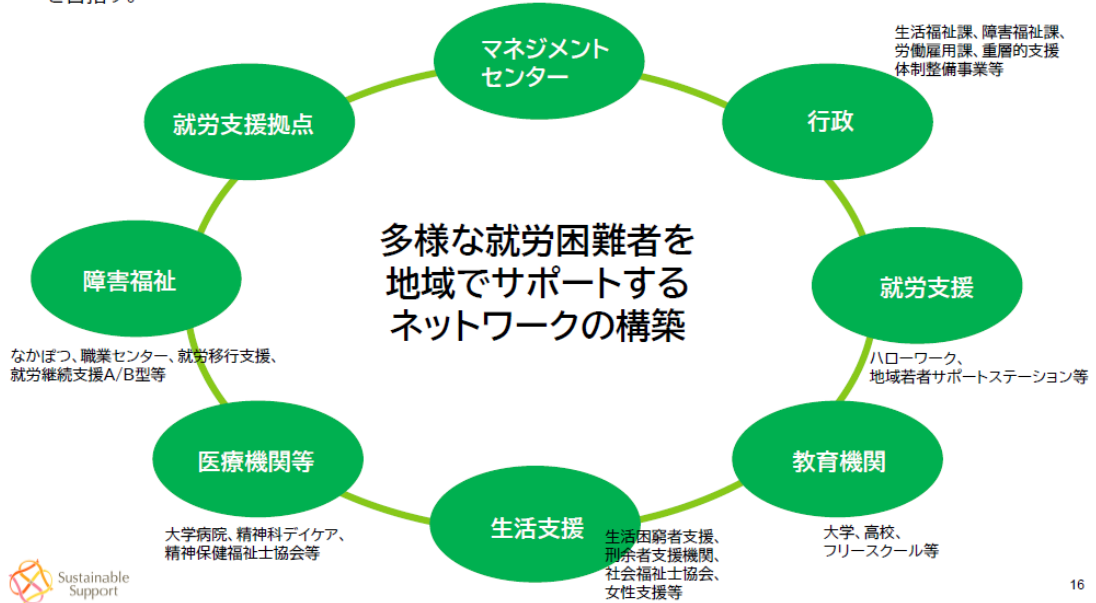 を目指す。
マネジメント
センター
生活福祉課、障害福祉課、
労働雇用課、重層的支援
体制整備事業等
行政
就労支援拠点
多様な就労困難者を
地域でサポートする
ネットワークの構築
障害福祉
就労支援
なかぽつ、職業センター、就労移行支援、
就労継続支援A/B型等
ハローワーク、
地域若者サポートステーション等
医療機関等
教育機関
大学病院、精神科デイケア、
精神保健福祉士協会等
生活支援
生活困窮者支援、
刑余者支援機関、
社会福祉士協会、
女性支援等
大学、高校、
フリースクール等
Sustainable
Support
16